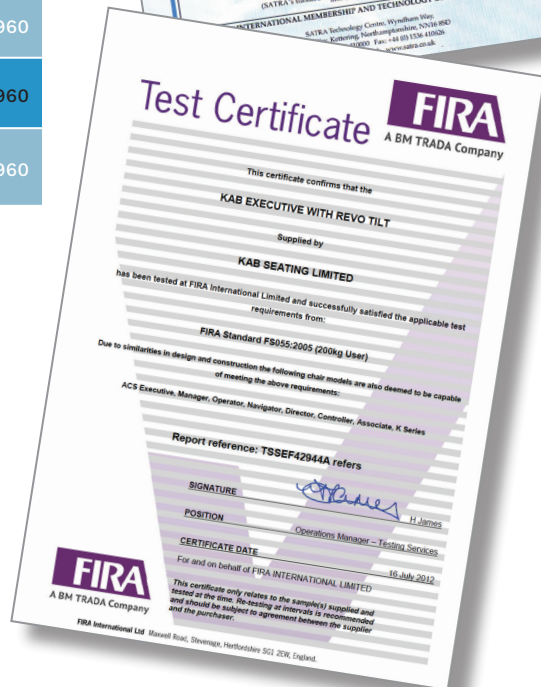 960
960
960
(SATRA's
INTERNATIONAL MEMBERSHIP AND TECHNOLOGY
SATRA Technology Centre, Wyndham Way,
Kettering, Northamptonshire, NN16 8SD
Fax: +44 (0) 1536 410626
www.satra.co.uk
Test Certificate
FIRA
A BM TRADA Company
This certificate confirms that the
KAB EXECUTIVE WITH REVO TILT
Supplied by
KAB SEATING LIMITED
has been tested at FIRA International Limited and successfully satisfied the applicable test
requirements from:
FIRA Standard FS055:2005 (200kg User)
Due to similarities in design and construction the following chair models are also deemed to be capable
of meeting the above requirements:
ACS Executive, Manager, Operator, Navigator, Director, Controller, Associate, K Series
Report reference: TSSEF42944A refers
SIGNATURE
H James
POSITION
Operations Manager – Testing Services
CERTIFICATE DATE
16 July 2012
For and on behalf of FIRA INTERNATIONAL LIMITED
This certificate only relates to the sample(s) supplied and
tested at the time. Re-testing at intervals is recommended
and should be subject to agreement between the supplier
and the purchaser.
FIRA
A BM TRADA Company
FIRA International Ltd Maxwell Road, Stevenage, Hertfordshire SG1 2EW, England.